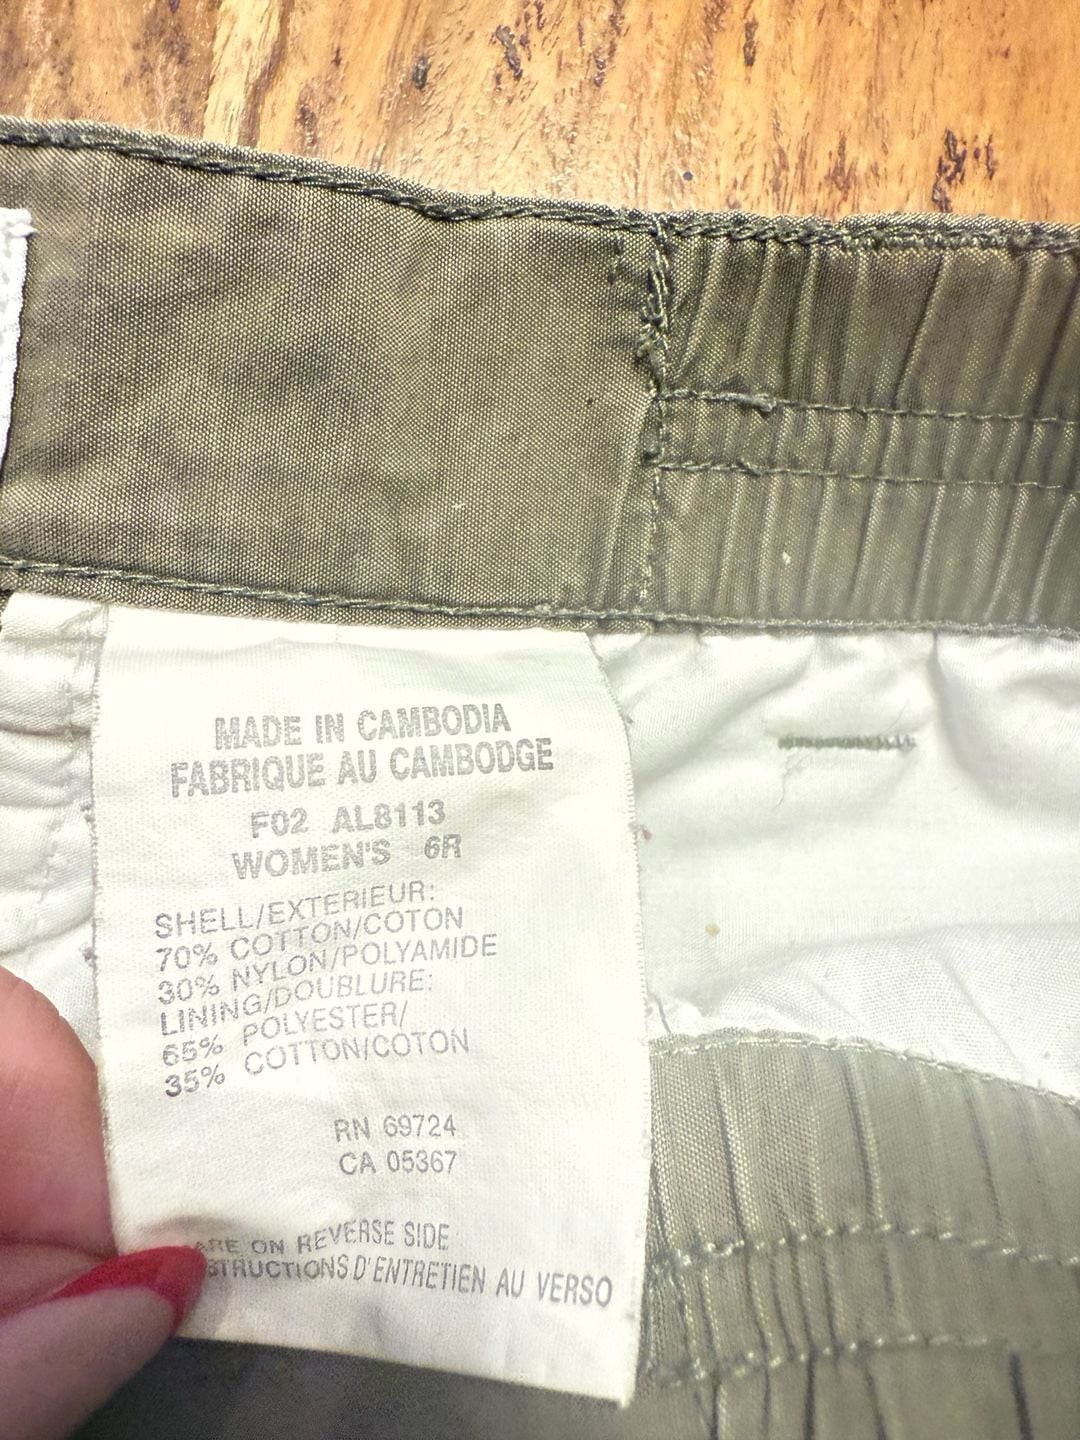 MADE IN CAMBODIA
FABRIQUE AU CAMBODGE
F02 AL8113
WOMEN'S 6R
SHELL/EXTERIEUR:
70% COTTON/COTON
30% NYLON/POLYAMIDE
LINING/DOUBLURE:
65% POLYESTER/
35% COTTON/COTON
RN 69724
CA 05367
ARE ON REVERSE SIDE
STRUCTIONS D'ENTRETIEN AU VERSO